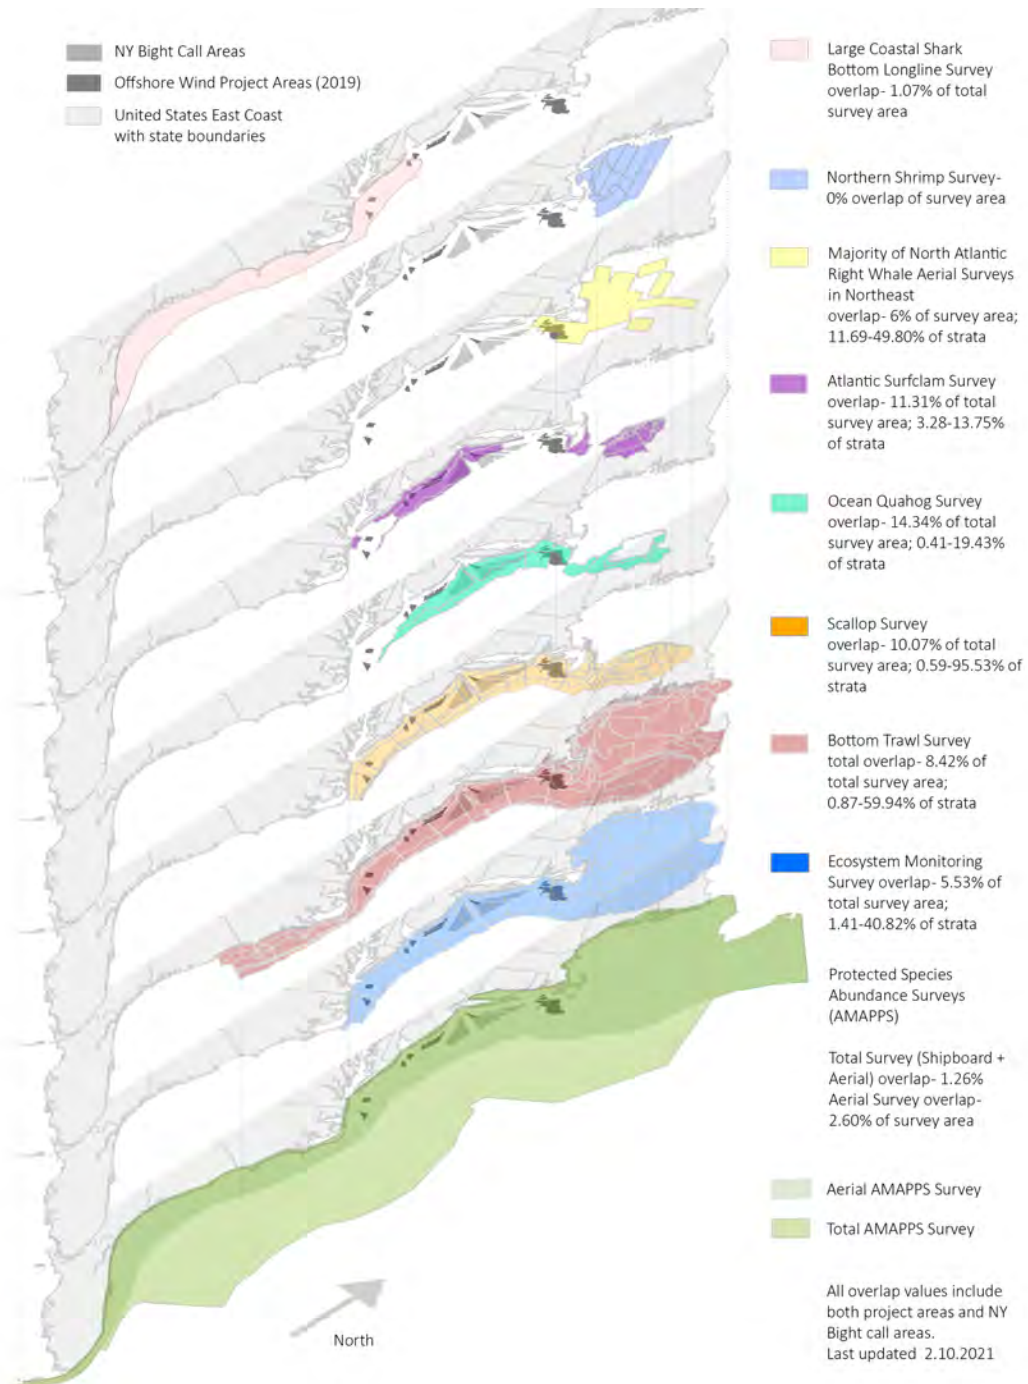 NY Bight Call Areas
Offshore Wind Project Areas (2019)
United States East Coast
with state boundaries
Large Coastal Shark
Bottom Longline Survey
overlap- 1.07% of total
survey area
Northern Shrimp Survey-
0% overlap of survey area
Majority of North Atlantic
Right Whale Aerial Surveys
in Northeast
overlap- 6% of survey area;
11.69-49.80% of strata
Atlantic Surfclam Survey
overlap- 11.31% of total
survey area; 3.28-13.75%
of strata
Ocean Quahog Survey
overlap- 14.34% of total
survey area; 0.41-19.43%
of strata
Scallop Survey
overlap- 10.07% of total
survey area; 0.59-95.53% of
strata
Bottom Trawl Survey
total overlap- 8.42% of
total survey area;
0.87-59.94% of strata
Ecosystem Monitoring
Survey overlap- 5.53% of
total survey area;
1.41-40.82% of strata
Protected Species
Abundance Surveys
(AMAPPS)
Total Survey (Shipboard +
Aerial) overlap- 1.26%
Aerial Survey overlap-
2.60% of survey area
Aerial AMAPPS Survey
Total AMAPPS Survey
All overlap values include
both project areas and NY
Bight call areas.
Last updated 2.10.2021
North